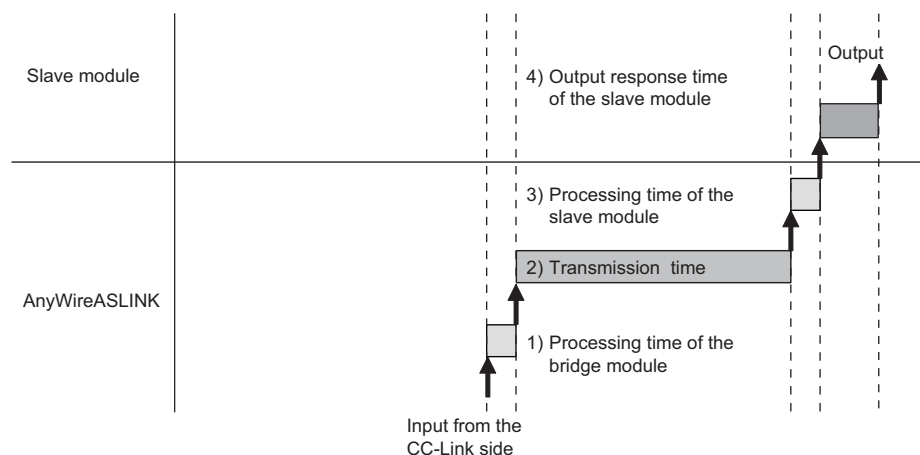 Slave module
Output
4) Output response time
of the slave module
3) Processing time of the
slave module
2) Transmission time
AnyWireASLINK
1) Processing time of the
bridge module
Input from the
CC-Link side